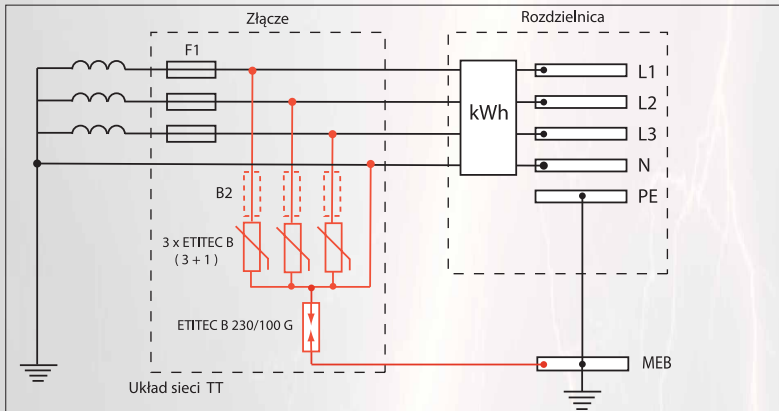 Złącze
Rozdzielnica
F1
L1
L2
kWh
L3
N
B2
PE
3 x ETITEC B
( 3 + 1 )
ETITEC B 230/100 G
MEB
Układ sieci TT